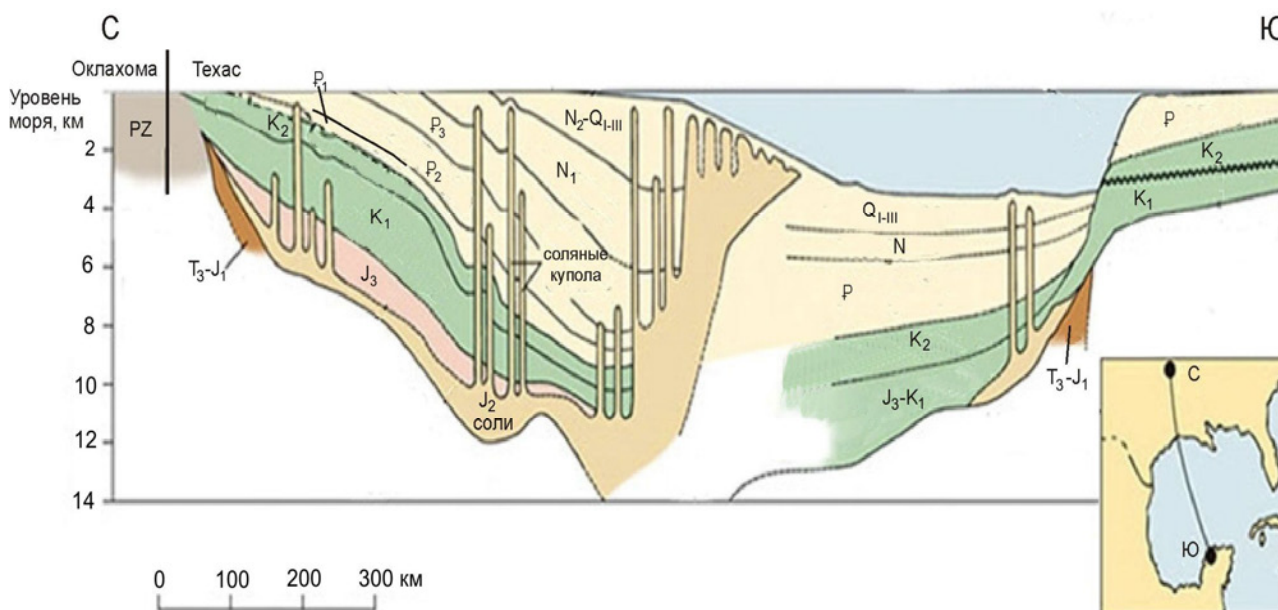 С
Ю
Оклахома
Техас
Уровень
моря, км
2
4
6
8
10
12
14
PZ
T₃-J₁
K₂
K₁
J₃
P₁
P₃
P₂
N₁
N₂-Q_I-III
соляные
купола
J₂
соли
Q_I-III
N
P
K₂
J₃-K₁
P
K₂
K₁
T₃-J₁
С
Ю
0 100 200 300 км